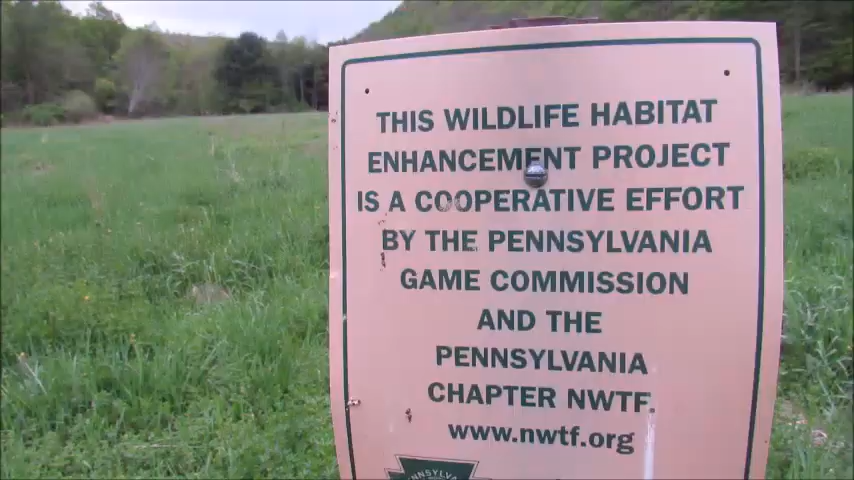 THIS WILDLIFE HABITAT
ENHANCEMENT PROJECT
IS A COOPERATIVE EFFORT
BY THE PENNSYLVANIA
GAME COMMISSION
AND THE
PENNSYLVANIA
CHAPTER NWTF
www.nwtf.org